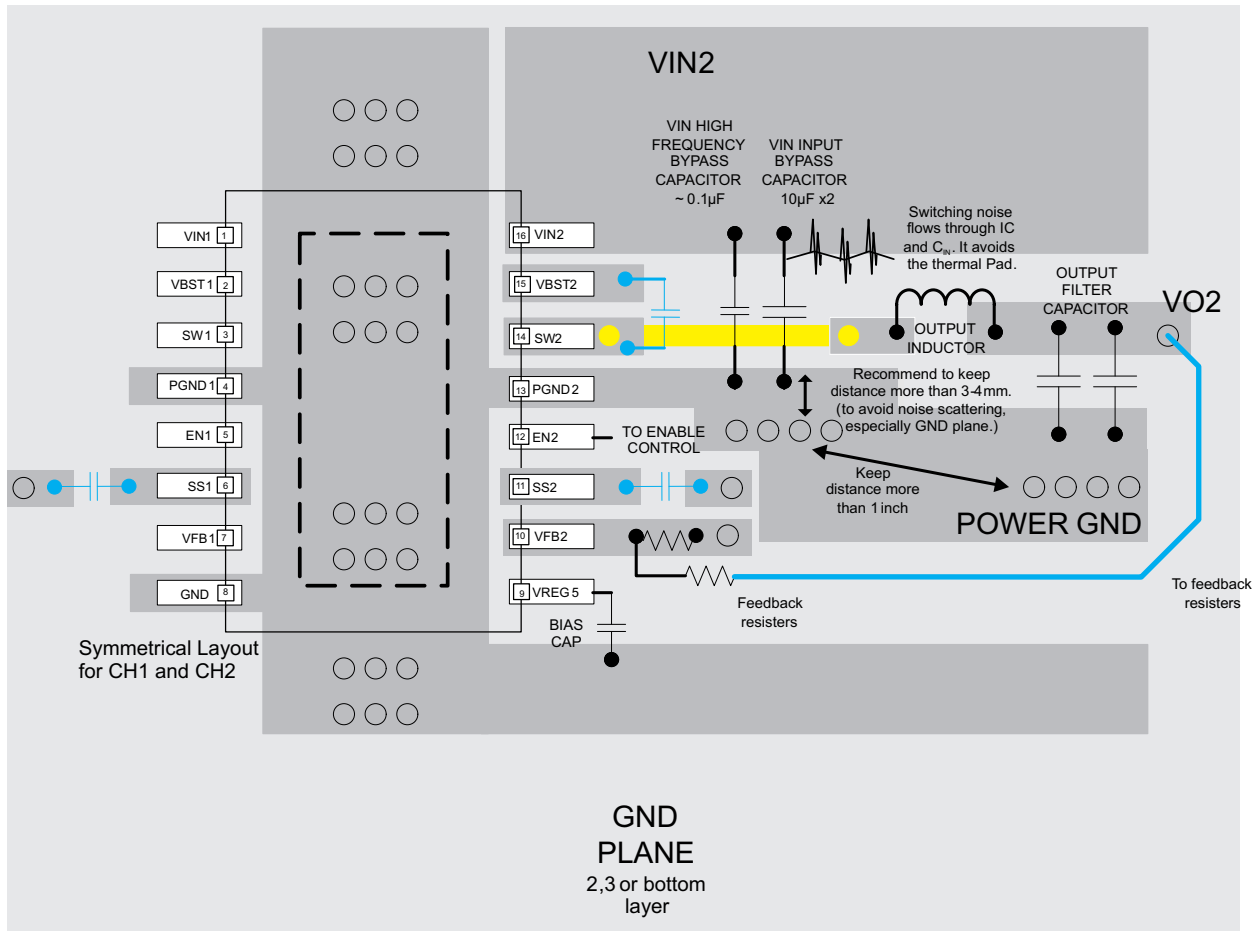 VIN2
VIN HIGH
FREQUENCY
BYPASS
CAPACITOR
~ 0.1µF
VIN INPUT
BYPASS
CAPACITOR
10µF x2
Switching noise
flows through IC
and CIN. It avoids
the thermal Pad.
OUTPUT
FILTER
CAPACITOR
VO2
OUTPUT
INDUCTOR
Recommend to keep
distance more than 3-4mm.
(to avoid noise scattering,
especially GND plane.)
Keep
distance more
than 1 inch
POWER GND
To feedback
resisters
VIN1 1
VBST1 2
SW1 3
PGND1 4
EN1 5
SS1 6
VFB1 7
GND 8
16 VIN2
15 VBST2
14 SW2
13 PGND2
12 EN2
11 SS2
10 VFB2
9 VREG5
TO ENABLE
CONTROL
Feedback
resisters
BIAS
CAP
Symmetrical Layout
for CH1 and CH2
GND
PLANE
2,3 or bottom
layer